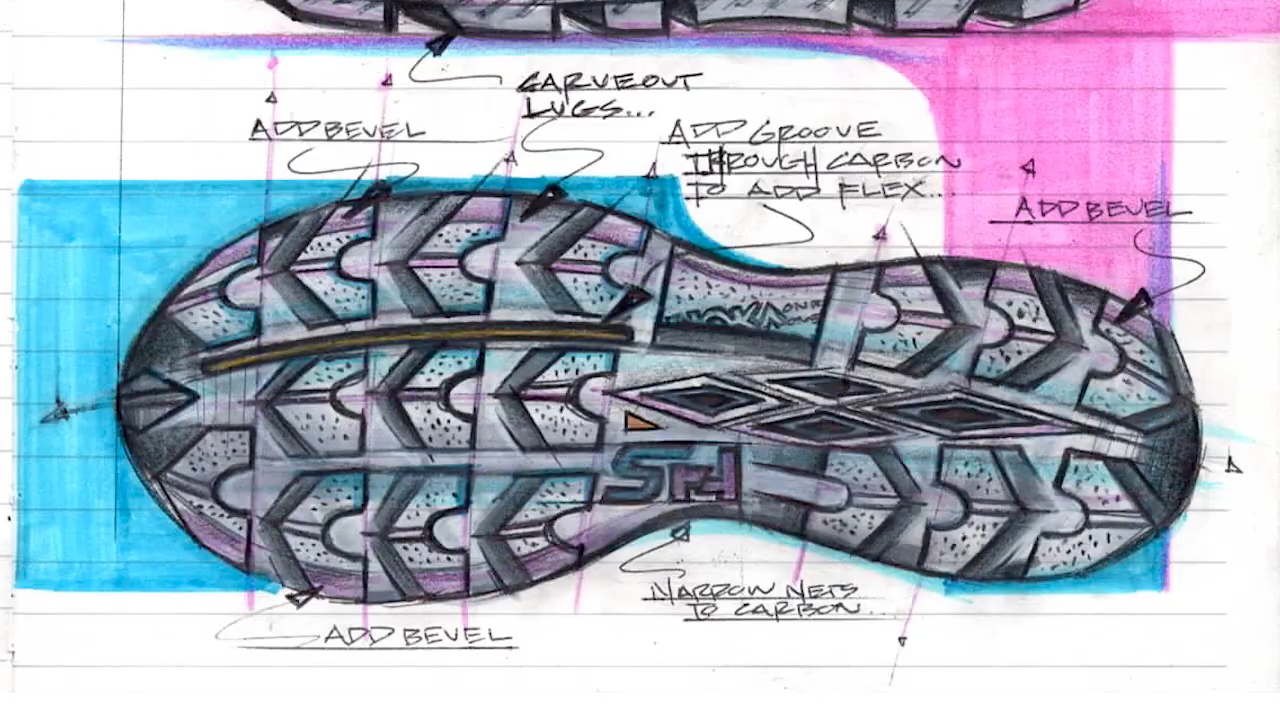 CARVEOUT
LUGS...
ADD BEVEL
ADD GROOVE
THROUGH CARBON
TO ADD FLEX...
ADD BEVEL
NARROW NETS
TO CARBON...
ADD BEVEL